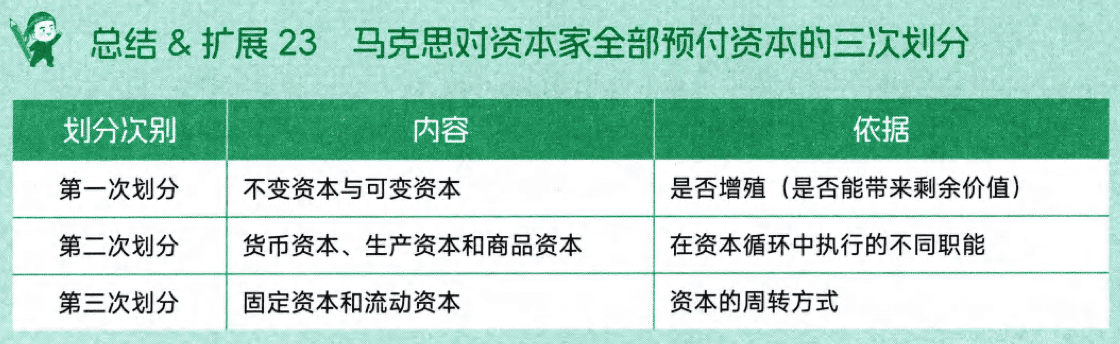 总结 & 扩展 23 马克思对资本家全部预付资本的三次划分
划分次别 内容 依据
第一次划分 不变资本与可变资本 是否增殖（是否能带来剩余价值）
第二次划分 货币资本、生产资本和商品资本 在资本循环中执行的不同职能
第三次划分 固定资本和流动资本 资本的周转方式